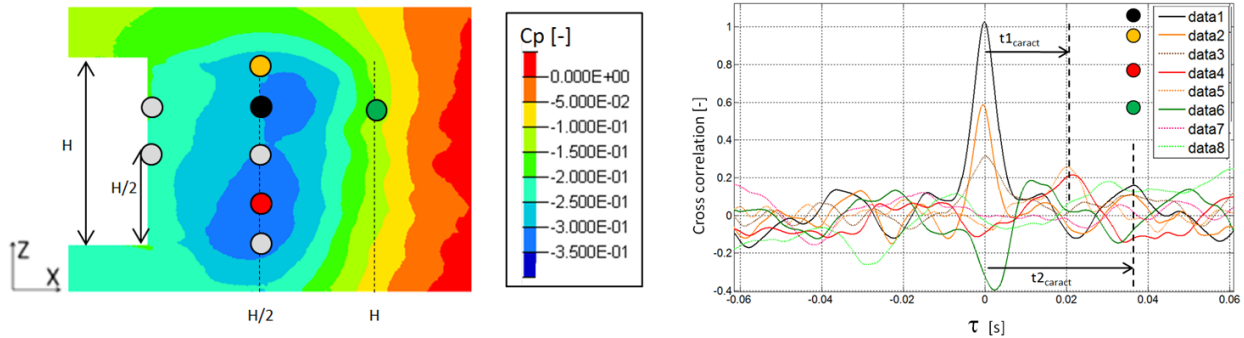 H
H/2
Z
X
H/2
H
Cp [-]
0.000E+00
-5.000E-02
-1.000E-01
-1.500E-01
-2.000E-01
-2.500E-01
-3.000E-01
-3.500E-01
Cross correlation [-]
1
0.8
0.6
0.4
0.2
0
-0.2
-0.4
-0.06
-0.04
-0.02
0
0.02
0.04
0.06
τ [s]
t1caract
t2caract
data1
data2
data3
data4
data5
data6
data7
data8